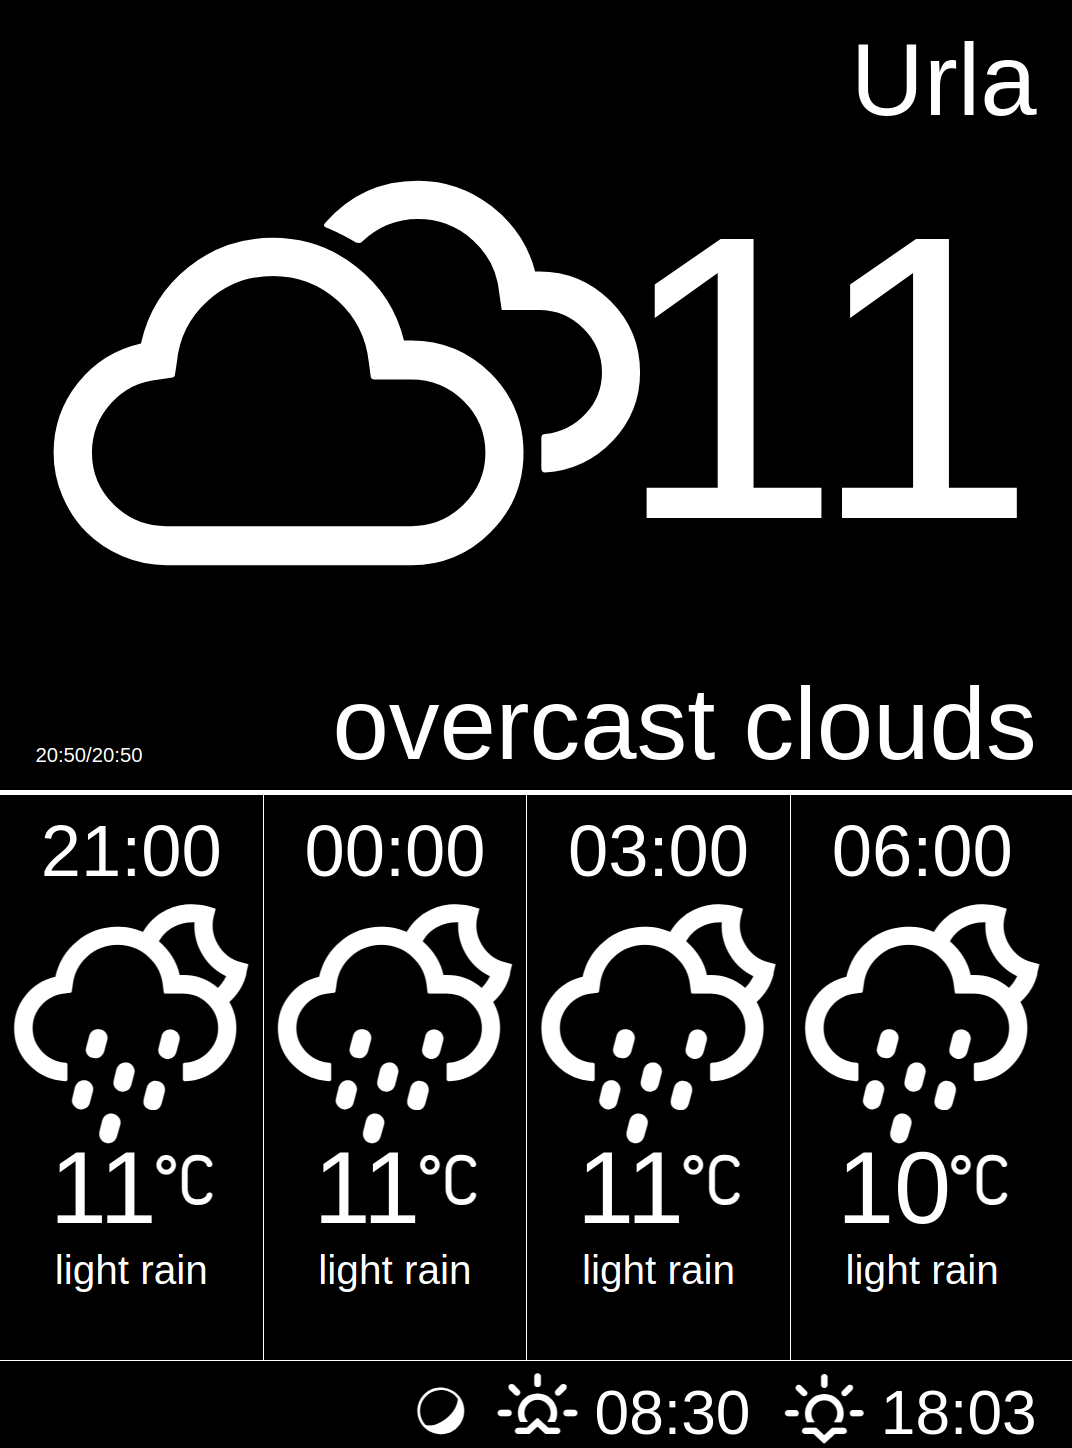 Urla
11
overcast clouds
20:50/20:50
21:00 00:00 03:00 06:00
11°C 11°C 11°C 10°C
light rain light rain light rain light rain
08:30 18:03